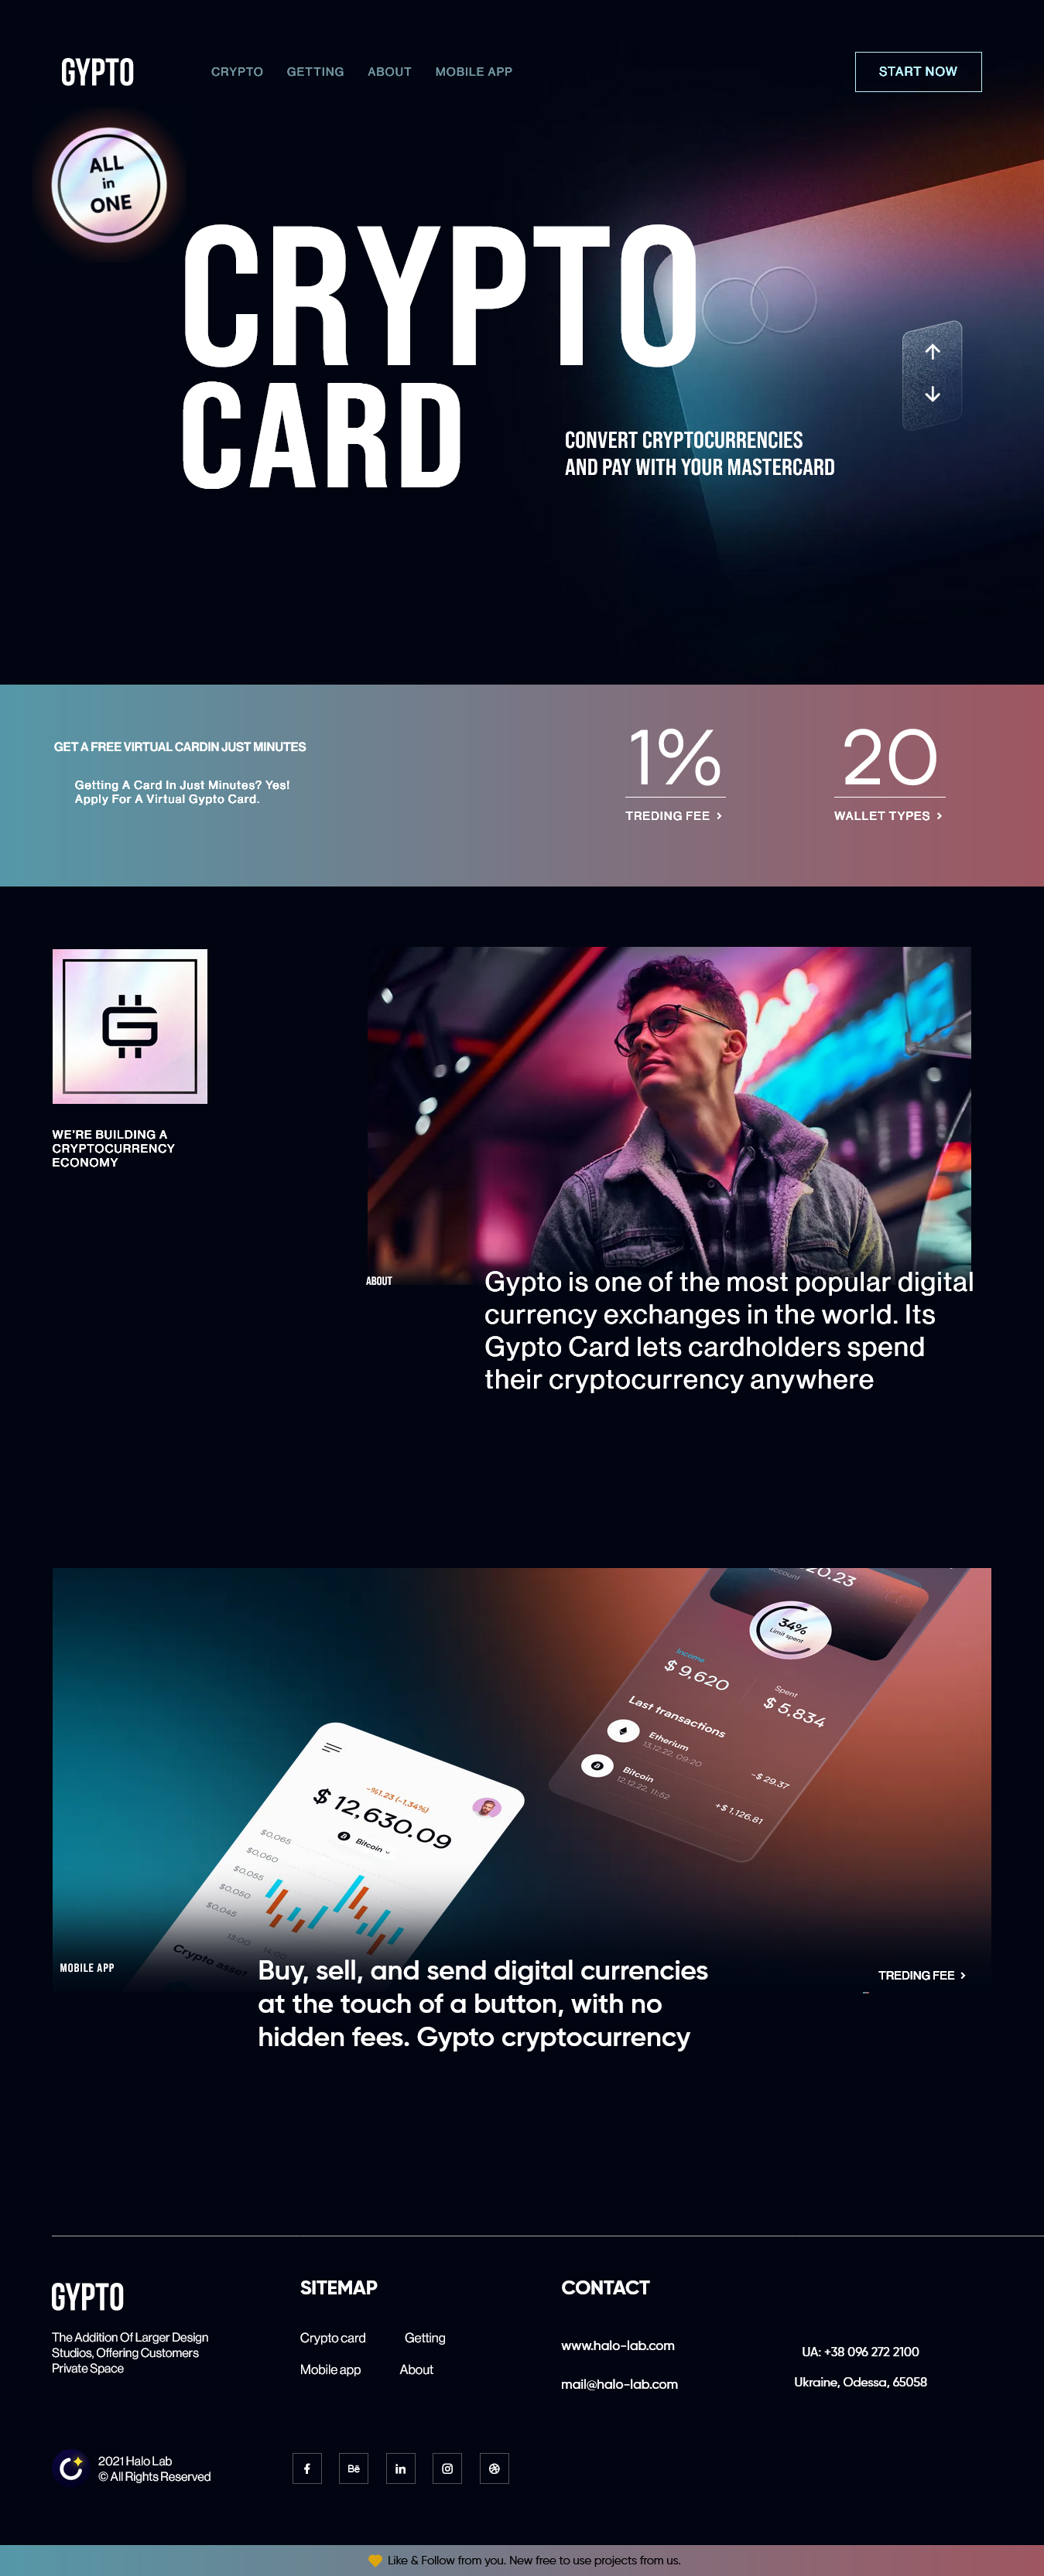 GYPTO
CRYPTO
GETTING
ABOUT
MOBILE APP
START NOW
ALL
in
ONE
CRYPTO
CARD
CONVERT CRYPTOCURRENCIES
AND PAY WITH YOUR MASTERCARD
GET A FREE VIRTUAL CARDIN JUST MINUTES
Getting A Card In Just Minutes? Yes!
Apply For A Virtual Gypto Card.
1%
TREDING FEE
20
WALLET TYPES
WE'RE BUILDING A
CRYPTOCURRENCY
ECONOMY
ABOUT
Gypto is one of the most popular digital
currency exchanges in the world. Its
Gypto Card lets cardholders spend
their cryptocurrency anywhere
20.23
account
34%
Limit spent
Income
$ 9,620
Spent
$ 5,834
Last transactions
Etherium
13.12.22, 09:20
-$ 29.37
Bitcoin
12.12.22, 11:52
+$ 1,126.81
-%1.23 (-1,34%)
$ 12,630.09
Bitcoin
$0,065
$0,060
$0,055
$0,050
$0,045
13:00
14:00
Crypto asset
MOBILE APP
Buy, sell, and send digital currencies
at the touch of a button, with no
hidden fees. Gypto cryptocurrency
TREDING FEE
GYPTO
The Addition Of Larger Design
Studios, Offering Customers
Private Space
SITEMAP
Crypto card
Getting
Mobile app
About
CONTACT
www.halo-lab.com
mail@halo-lab.com
UA: +38 096 272 2100
Ukraine, Odessa, 65058
2021 Halo Lab
© All Rights Reserved
f
Bē
in
Like & Follow from you. New free to use projects from us.